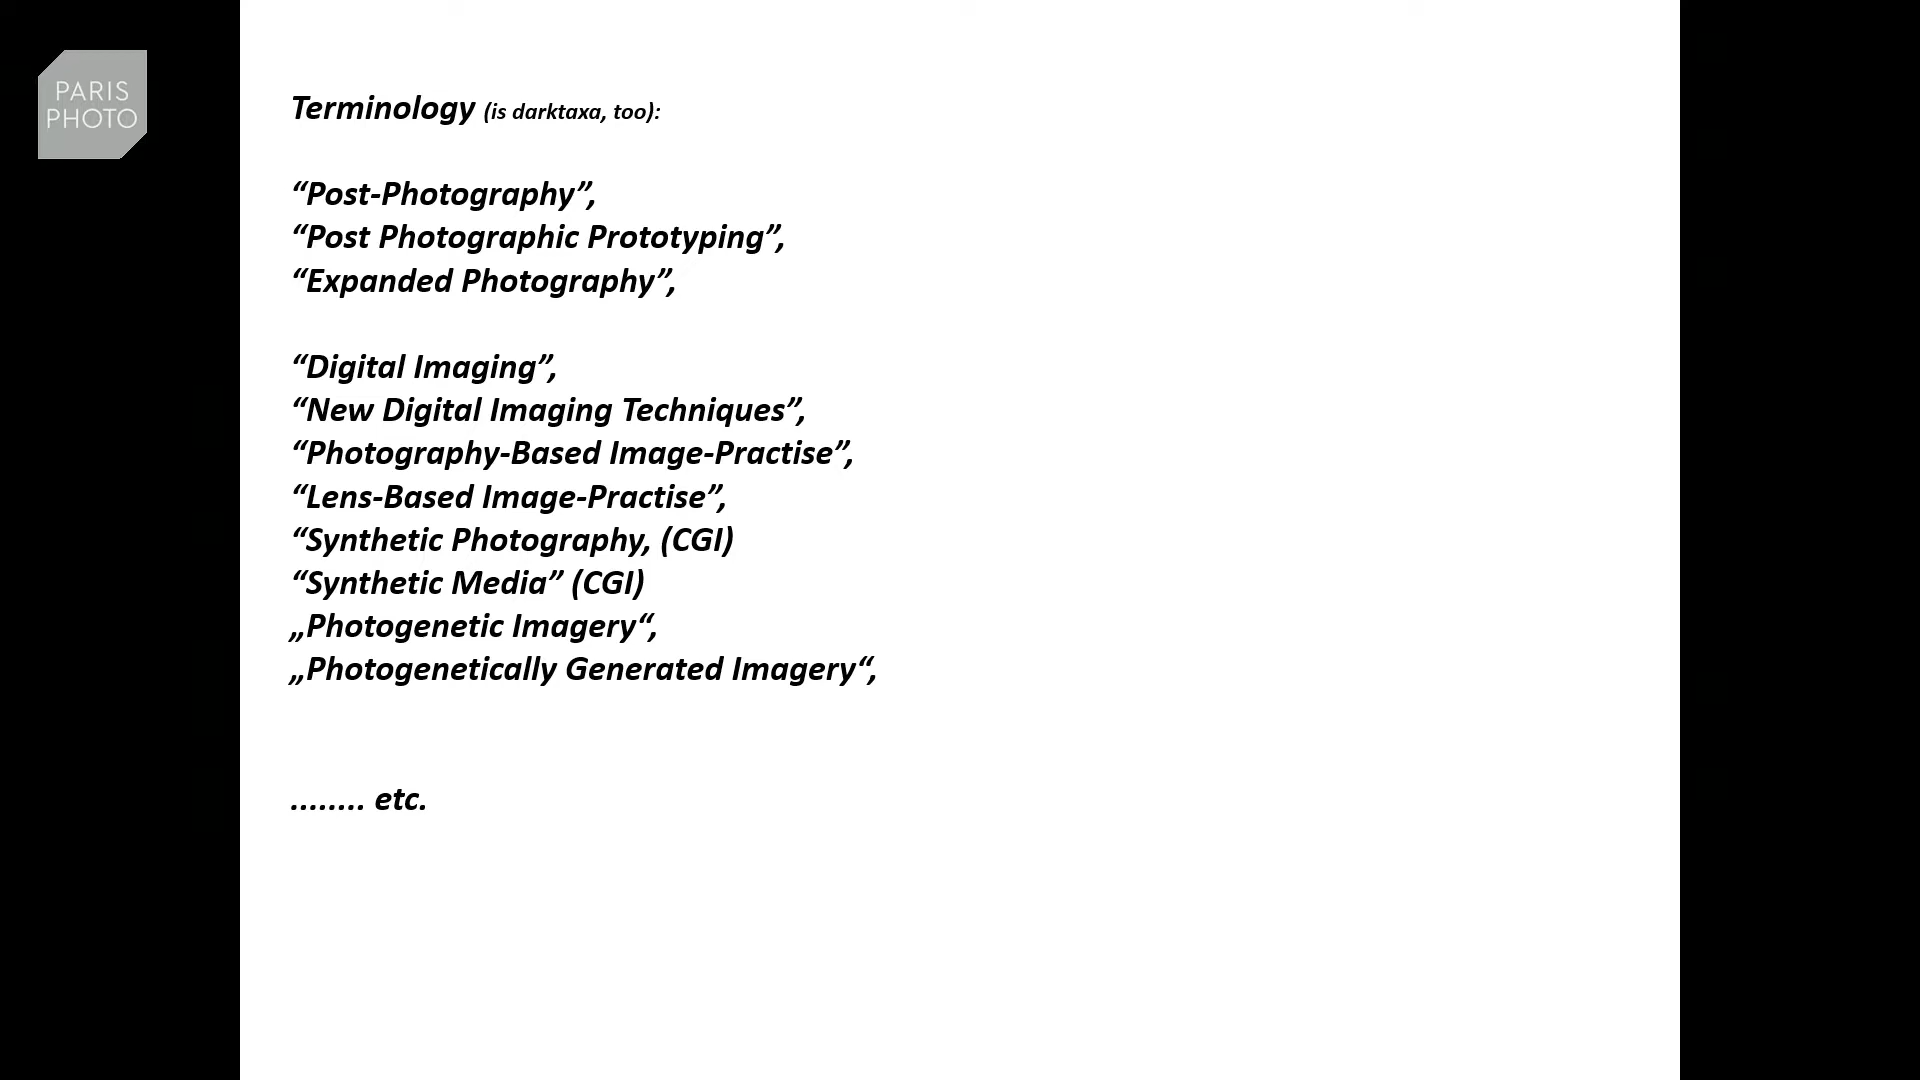 PARIS
PHOTO
Terminology (is darktaxa, too):
“Post-Photography”,
“Post Photographic Prototyping”,
“Expanded Photography”,
“Digital Imaging”,
“New Digital Imaging Techniques”,
“Photography-Based Image-Practise”,
“Lens-Based Image-Practise”,
“Synthetic Photography, (CGI)
“Synthetic Media” (CGI)
„Photogenetic Imagery“,
„Photogenetically Generated Imagery“,
........ etc.